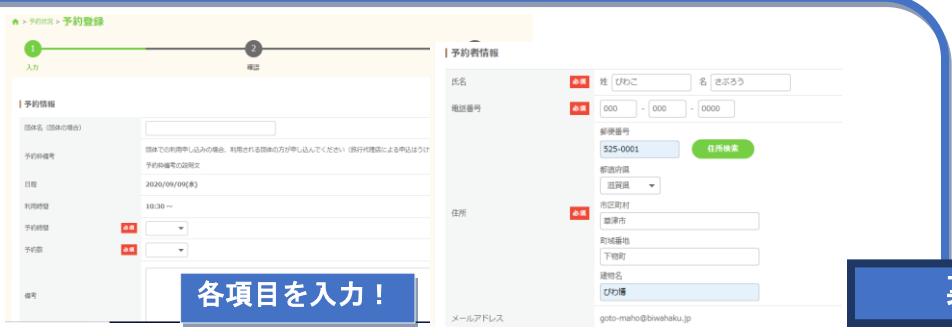 > 予約状況 > 予約登録
1
2
入力
確認
予約情報
団体名（団体の場合）
予約枠備考
団体での利用申し込みの場合、利用される団体の方が申し込んでください（旅行代理店による申込はうけ
予約枠備考の説明文
日程
2020/09/09(水)
利用時間
10:30 ～
予約時間 必須
予約数 必須
備考
各項目を入力！
予約者情報
氏名 必須 姓 びわこ 名 さぶろう
電話番号 必須 000 - 000 - 0000
郵便番号
525-0001 住所検索
都道府県
滋賀県
住所 必須
市区町村
草津市
町域番地
下物町
建物名
びわ博
メールアドレス goto-maho@biwahaku.jp